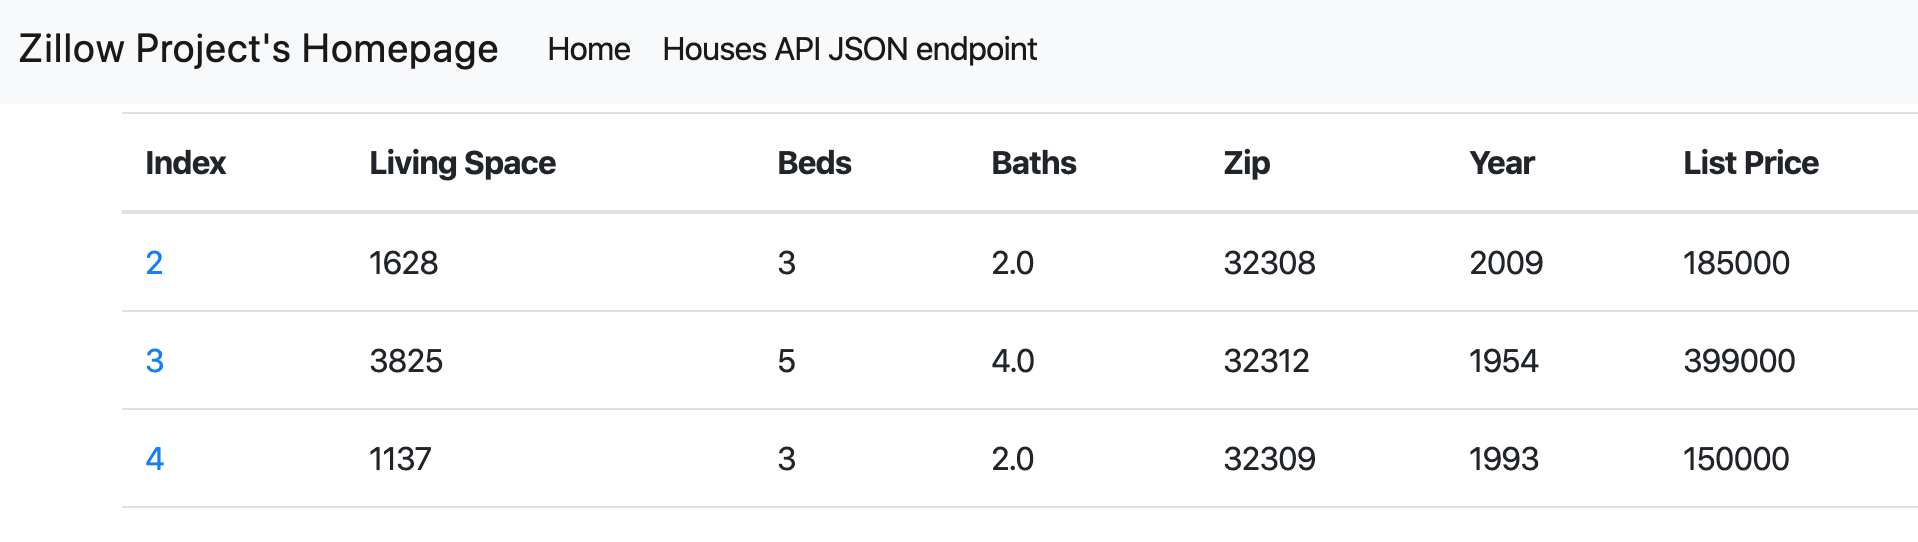 Zillow Project's Homepage Home Houses API JSON endpoint
Index Living Space Beds Baths Zip Year List Price
2 1628 3 2.0 32308 2009 185000
3 3825 5 4.0 32312 1954 399000
4 1137 3 2.0 32309 1993 150000